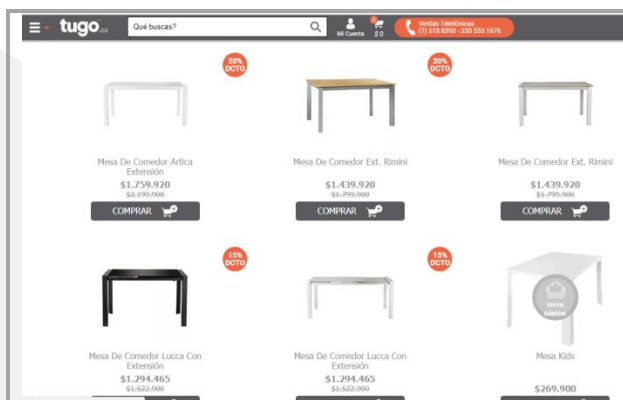 tugo.co
Qué buscas?
Mi Cuenta
0
$ 0
Ventas Telefónicas
(1) 518 8393 - 350 555 1676
20%
DCTO
20%
DCTO
Mesa De Comedor Artica
Extensión
$1.759.920
$2.199.900
COMPRAR
Mesa De Comedor Ext. Rimini
$1.439.920
$1.799.900
COMPRAR
Mesa De Comedor Ext. Rimini
$1.439.920
$1.799.900
COMPRAR
15%
DCTO
15%
DCTO
VISTA
RÁPIDA
Mesa De Comedor Lucca Con
Extensión
$1.294.465
$1.522.900
Mesa De Comedor Lucca Con
Extensión
$1.294.465
$1.522.900
Mesa Kids
$269.900